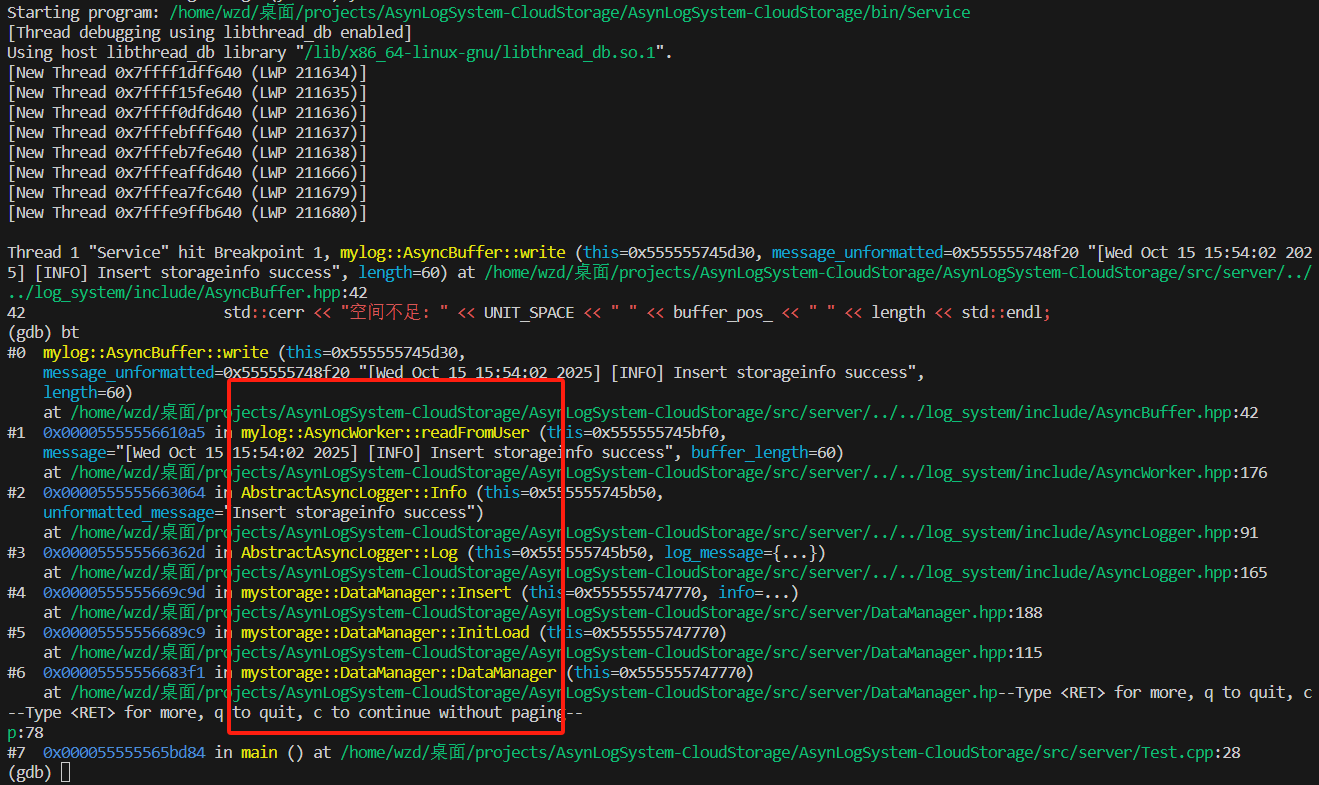 Starting program: /home/wzd/桌面/projects/AsynLogSystem-CloudStorage/AsynLogSystem-CloudStorage/bin/Service
[Thread debugging using libthread_db enabled]
Using host libthread_db library "/lib/x86_64-linux-gnu/libthread_db.so.1".
[New Thread 0x7ffff1dff640 (LWP 211634)]
[New Thread 0x7ffff15fe640 (LWP 211635)]
[New Thread 0x7ffff0dfd640 (LWP 211636)]
[New Thread 0x7fffebfff640 (LWP 211637)]
[New Thread 0x7fffeb7fe640 (LWP 211638)]
[New Thread 0x7fffeaffd640 (LWP 211666)]
[New Thread 0x7fffea7fc640 (LWP 211679)]
[New Thread 0x7fffe9ffb640 (LWP 211680)]
Thread 1 "Service" hit Breakpoint 1, mylog::AsyncBuffer::write (this=0x555555745d30, message_unformatted=0x555555748f20 "[Wed Oct 15 15:54:02 202
5] [INFO] Insert storageinfo success", length=60) at /home/wzd/桌面/projects/AsynLogSystem-CloudStorage/AsynLogSystem-CloudStorage/src/server/../
../log_system/include/AsyncBuffer.hpp:42
42                  std::cerr << "空间不足: " << UNIT_SPACE << " " << buffer_pos_ << " " << length << std::endl;
(gdb) bt
#0  mylog::AsyncBuffer::write (this=0x555555745d30,
    message_unformatted=0x555555748f20 "[Wed Oct 15 15:54:02 2025] [INFO] Insert storageinfo success",
    length=60)
    at /home/wzd/桌面/projects/AsynLogSystem-CloudStorage/AsynLogSystem-CloudStorage/src/server/../../log_system/include/AsyncBuffer.hpp:42
#1  0x00005555556610a5 in mylog::AsyncWorker::readFromUser (this=0x555555745bf0,
    message="[Wed Oct 15 15:54:02 2025] [INFO] Insert storageinfo success", buffer_length=60)
    at /home/wzd/桌面/projects/AsynLogSystem-CloudStorage/AsynLogSystem-CloudStorage/src/server/../../log_system/include/AsyncWorker.hpp:176
#2  0x0000555555663064 in AbstractAsyncLogger::Info (this=0x555555745b50,
    unformatted_message="Insert storageinfo success")
    at /home/wzd/桌面/projects/AsynLogSystem-CloudStorage/AsynLogSystem-CloudStorage/src/server/../../log_system/include/AsyncLogger.hpp:91
#3  0x000055555566362d in AbstractAsyncLogger::Log (this=0x555555745b50, log_message={...})
    at /home/wzd/桌面/projects/AsynLogSystem-CloudStorage/AsynLogSystem-CloudStorage/src/server/../../log_system/include/AsyncLogger.hpp:165
#4  0x000055555569c9d in mystorage::DataManager::Insert (this=0x555555747770, info=...)
    at /home/wzd/桌面/projects/AsynLogSystem-CloudStorage/AsynLogSystem-CloudStorage/src/server/DataManager.hpp:188
#5  0x00005555556689c9 in mystorage::DataManager::InitLoad (this=0x555555747770)
    at /home/wzd/桌面/projects/AsynLogSystem-CloudStorage/AsynLogSystem-CloudStorage/src/server/DataManager.hpp:115
#6  0x00005555556683f1 in mystorage::DataManager::DataManager (this=0x555555747770)
    at /home/wzd/桌面/projects/AsynLogSystem-CloudStorage/AsynLogSystem-CloudStorage/src/server/DataManager.hp--Type <RET> for more, q to quit, c
--Type <RET> for more, q to quit, c to continue without paging--
p:78
#7  0x000055555565bd84 in main () at /home/wzd/桌面/projects/AsynLogSystem-CloudStorage/AsynLogSystem-CloudStorage/src/server/Test.cpp:28
(gdb)